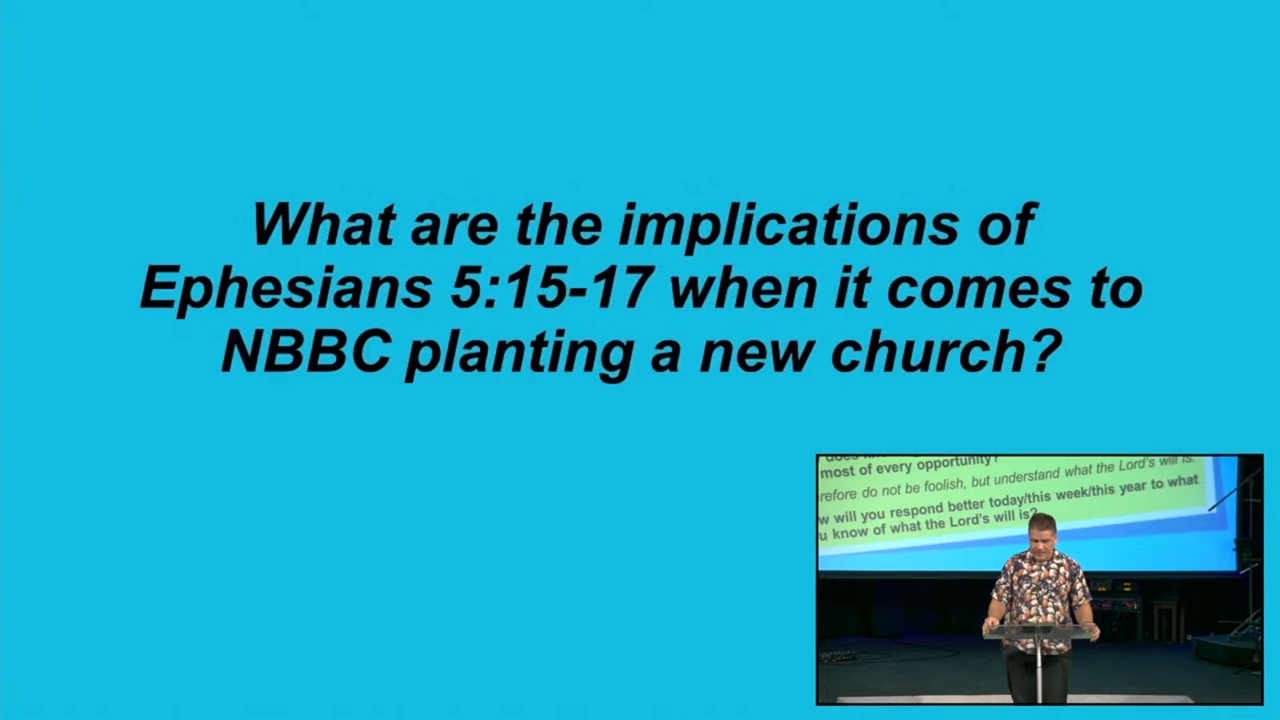 What are the implications of
Ephesians 5:15-17 when it comes to
NBBC planting a new church?
does
most of every opportunity?
refore do not be foolish, but understand what the Lord's will is.
w will you respond better today/this week/this year to what
u know of what the Lord's will is?